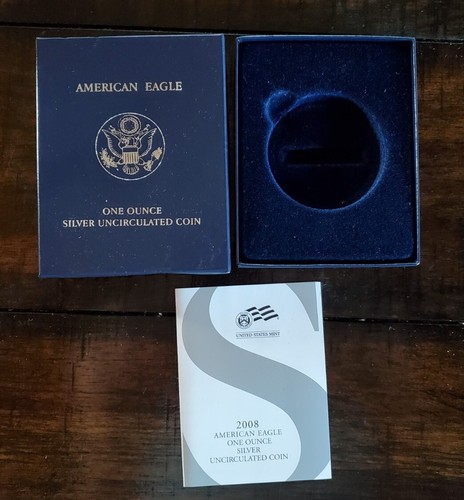 AMERICAN EAGLE
ONE OUNCE
SILVER UNCIRCULATED COIN
UNITED STATES MINT
2008
AMERICAN EAGLE
ONE OUNCE
SILVER
UNCIRCULATED COIN